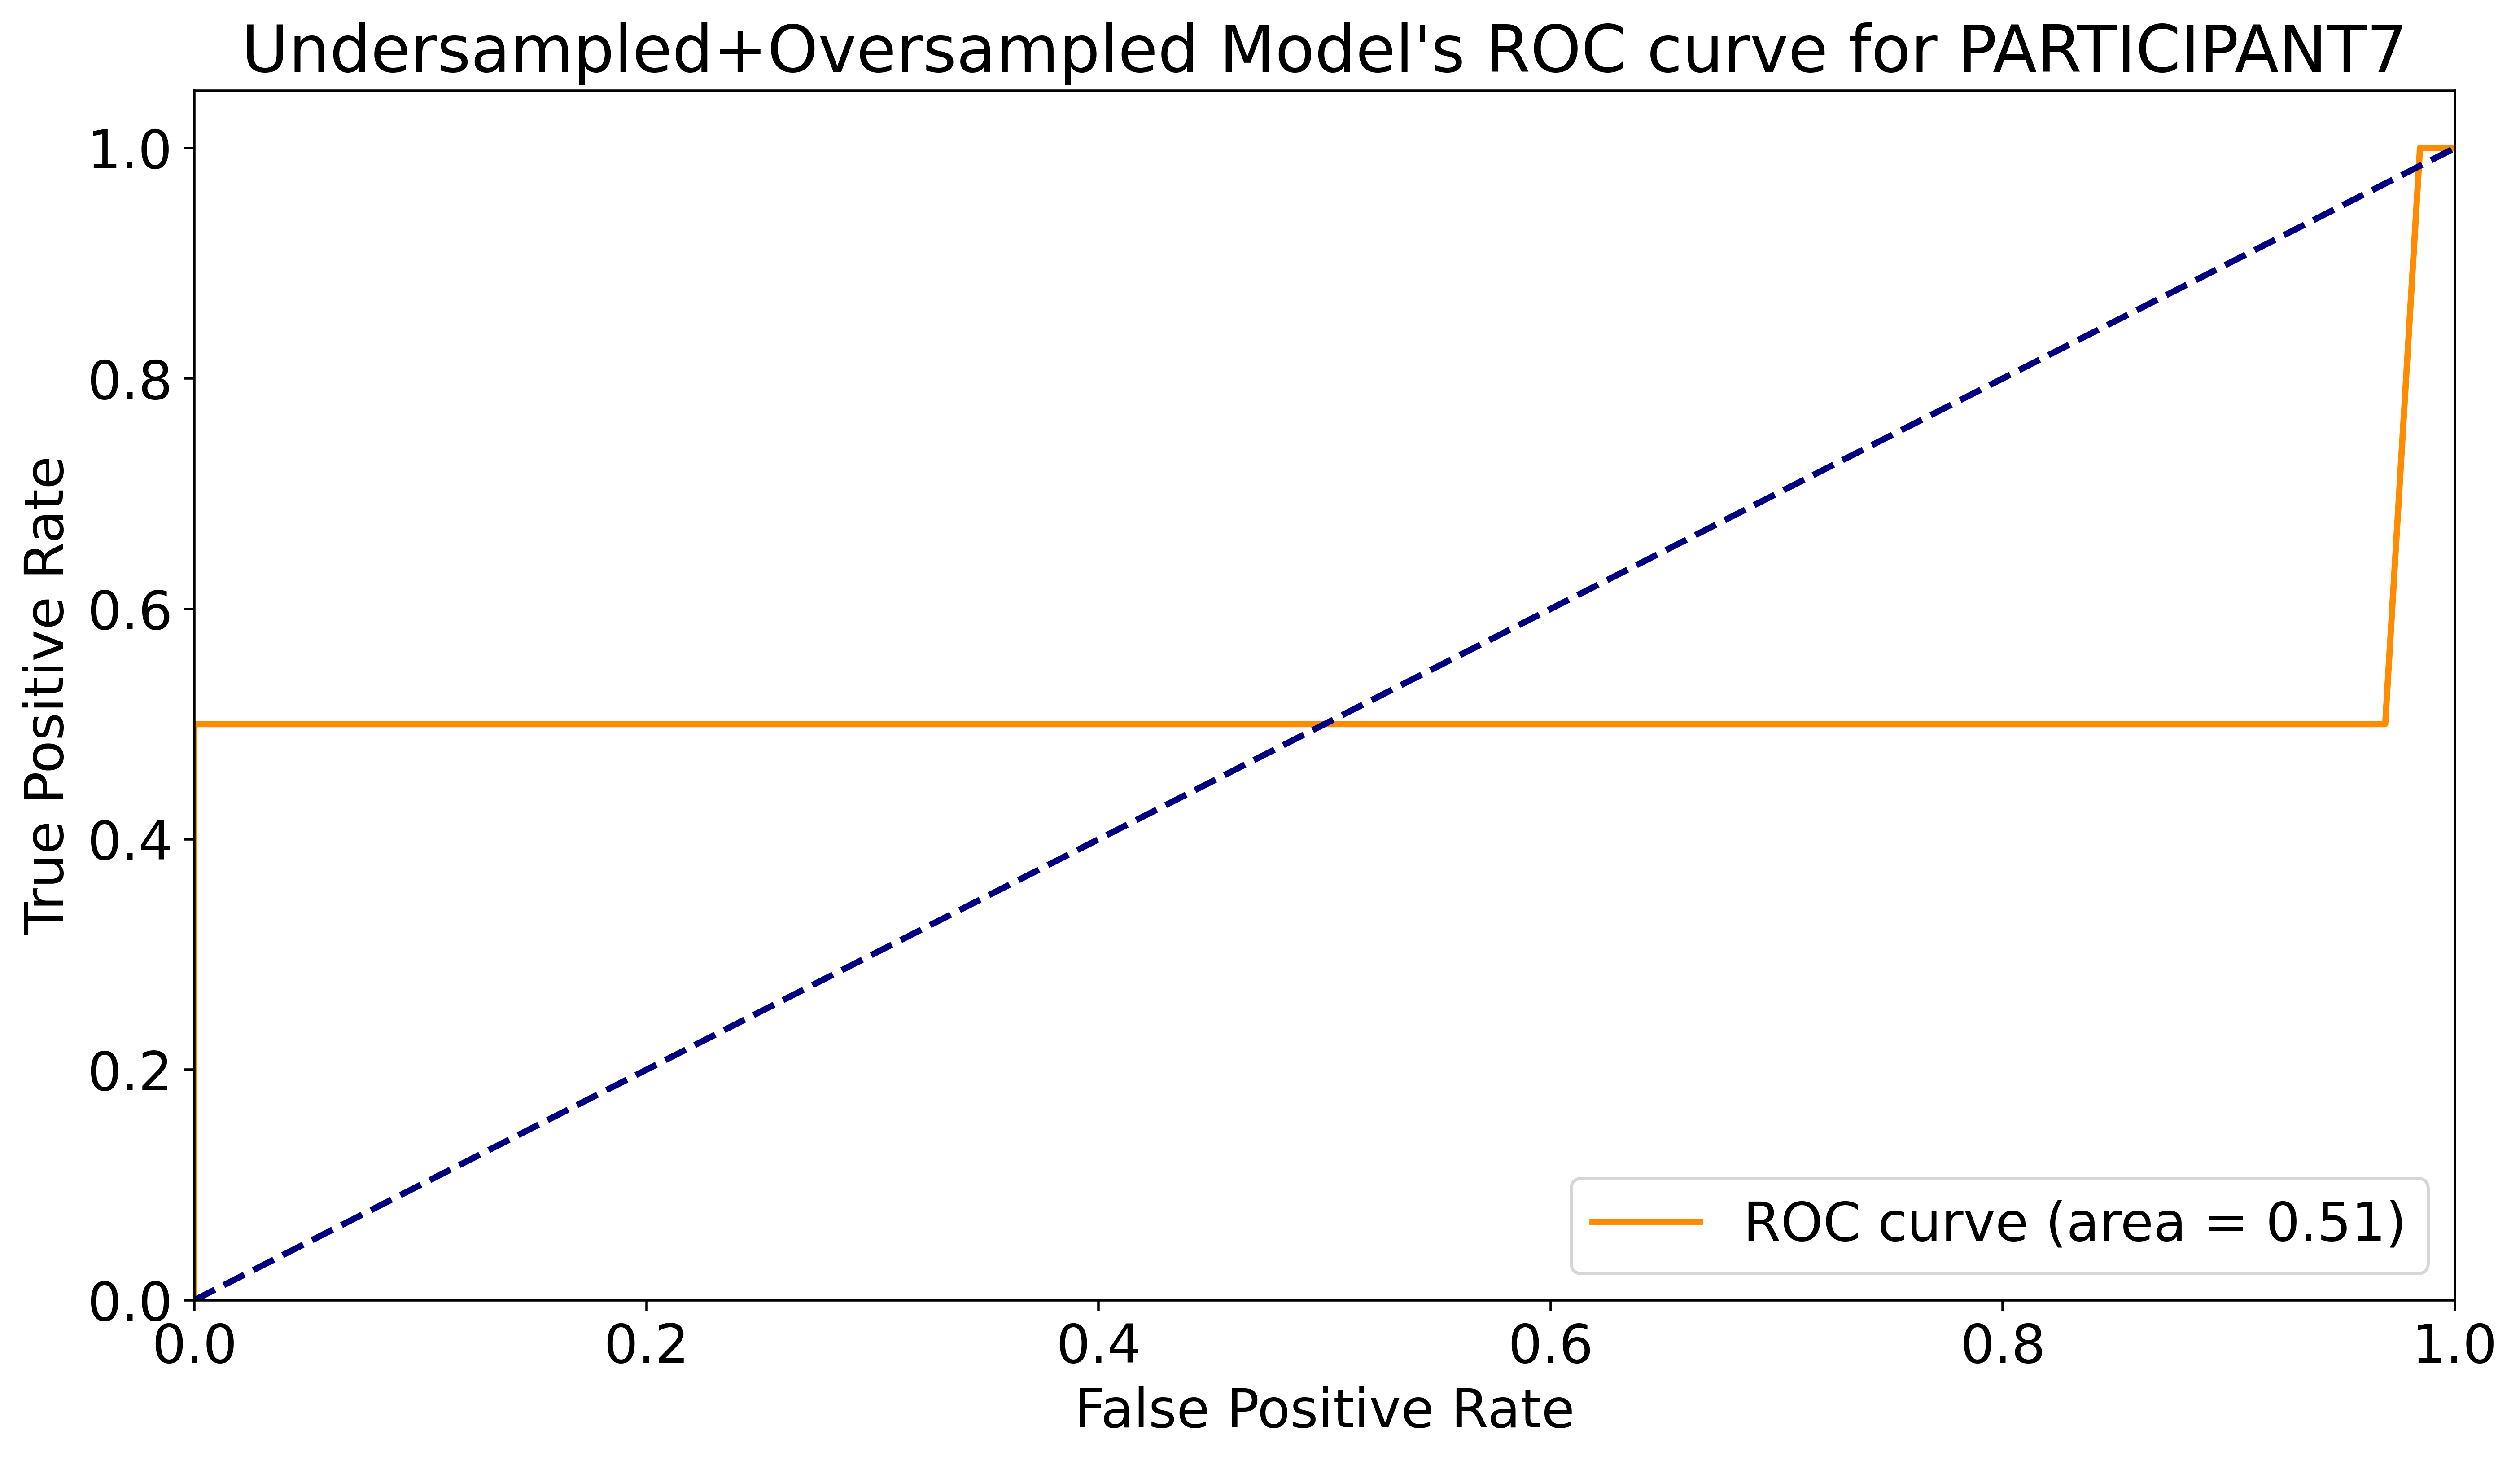 Undersampled+Oversampled Model's ROC curve for PARTICIPANT7
True Positive Rate
1.0
0.8
0.6
0.4
0.2
0.0
0.0 0.2 0.4 0.6 0.8 1.0
False Positive Rate
ROC curve (area = 0.51)